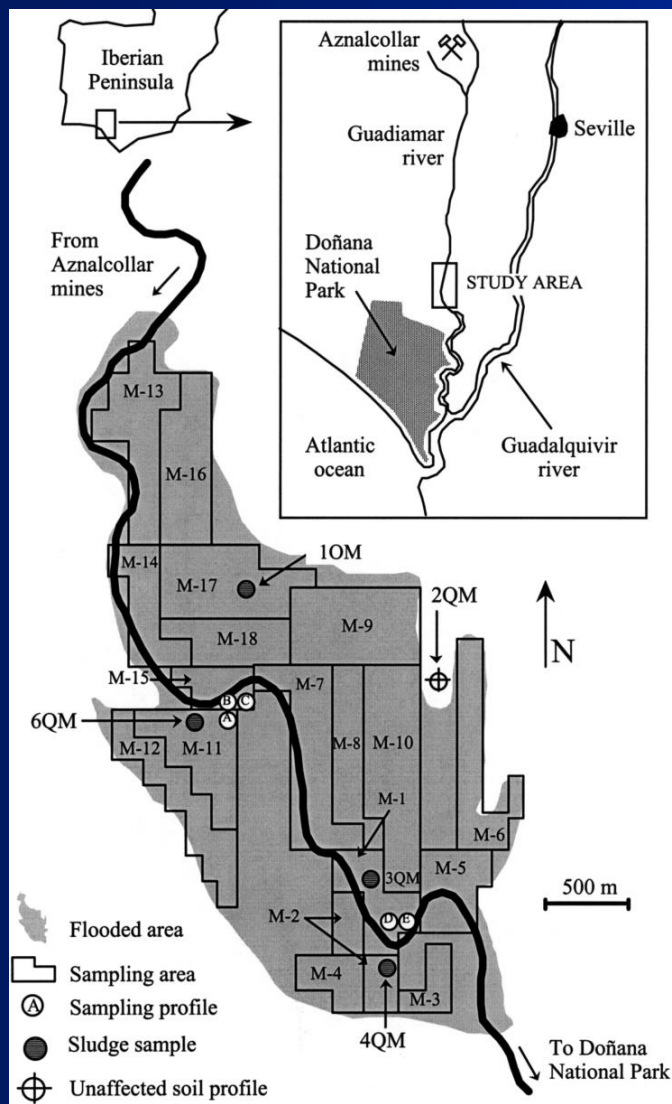 Iberian
Peninsula
Aznalcollar
mines
Guadiamar
river
Seville
Doñana
National
Park
STUDY AREA
Atlantic
ocean
Guadalquivir
river
From
Aznalcollar
mines
M-13
M-16
M-14
M-17
1OM
M-18
M-9
2QM
N
M-15
M-7
B
C
A
6QM
M-12
M-11
M-8
M-10
M-1
M-6
M-5
3QM
500 m
M-2
D
E
M-4
M-3
4QM
Flooded area
Sampling area
A
Sampling profile
Sludge sample
Unaffected soil profile
To Doñana
National Park